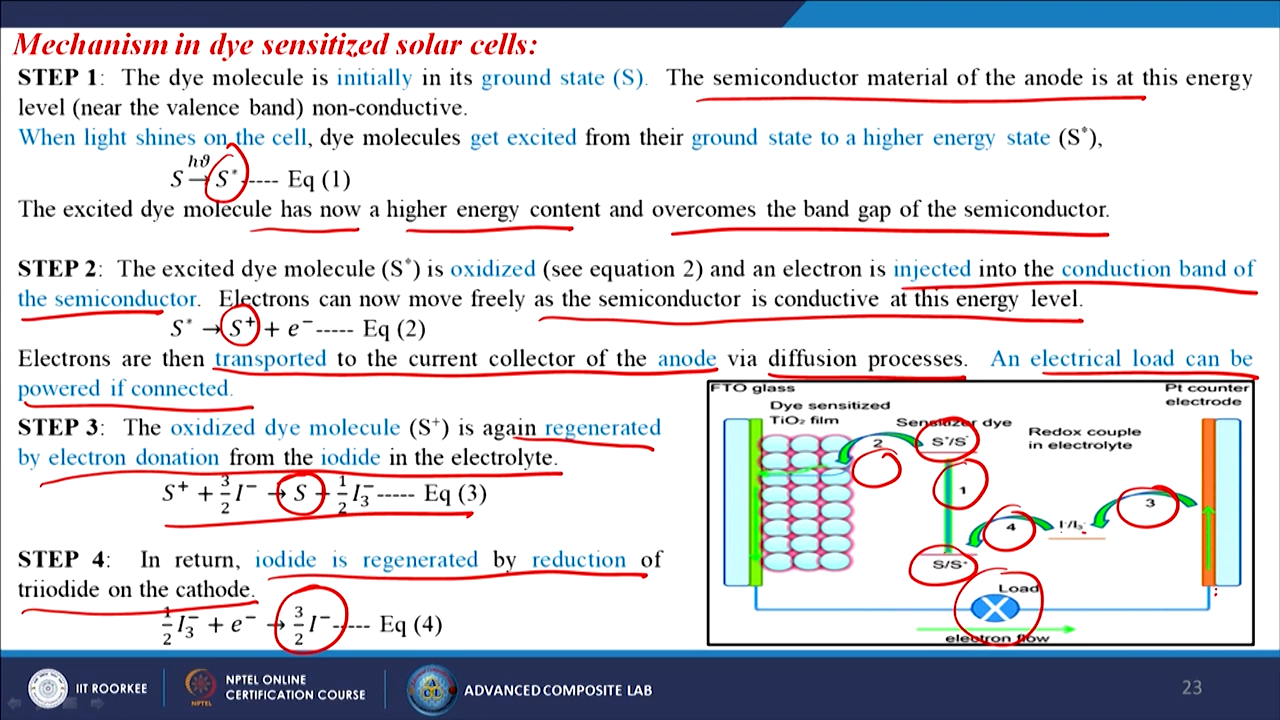 Mechanism in dye sensitized solar cells:
STEP 1: The dye molecule is initially in its ground state (S). The semiconductor material of the anode is at this energy
level (near the valence band) non-conductive.
When light shines on the cell, dye molecules get excited from their ground state to a higher energy state (S*),
S \xrightarrow{hϑ} S* ----- Eq (1)
The excited dye molecule has now a higher energy content and overcomes the band gap of the semiconductor.
STEP 2: The excited dye molecule (S*) is oxidized (see equation 2) and an electron is injected into the conduction band of
the semiconductor. Electrons can now move freely as the semiconductor is conductive at this energy level.
S* → S⁺ + e⁻ ----- Eq (2)
Electrons are then transported to the current collector of the anode via diffusion processes. An electrical load can be
powered if connected.
STEP 3: The oxidized dye molecule (S⁺) is again regenerated
by electron donation from the iodide in the electrolyte.
S⁺ + 3/2 I⁻ → S + 1/2 I₃⁻ ----- Eq (3)
STEP 4: In return, iodide is regenerated by reduction of
triiodide on the cathode.
1/2 I₃⁻ + e⁻ → 3/2 I⁻ ----- Eq (4)
FTO glass
Dye sensitized
TiO₂ film
Sensitizer dye
Redox couple
in electrolyte
Pt counter
electrode
2
S⁺/S*
1
3
4
I⁻/I₃⁻
S/S⁺
Load
electron flow
IIT ROORKEE
NPTEL
NPTEL ONLINE
CERTIFICATION COURSE
ACL
ADVANCED COMPOSITE LAB
23